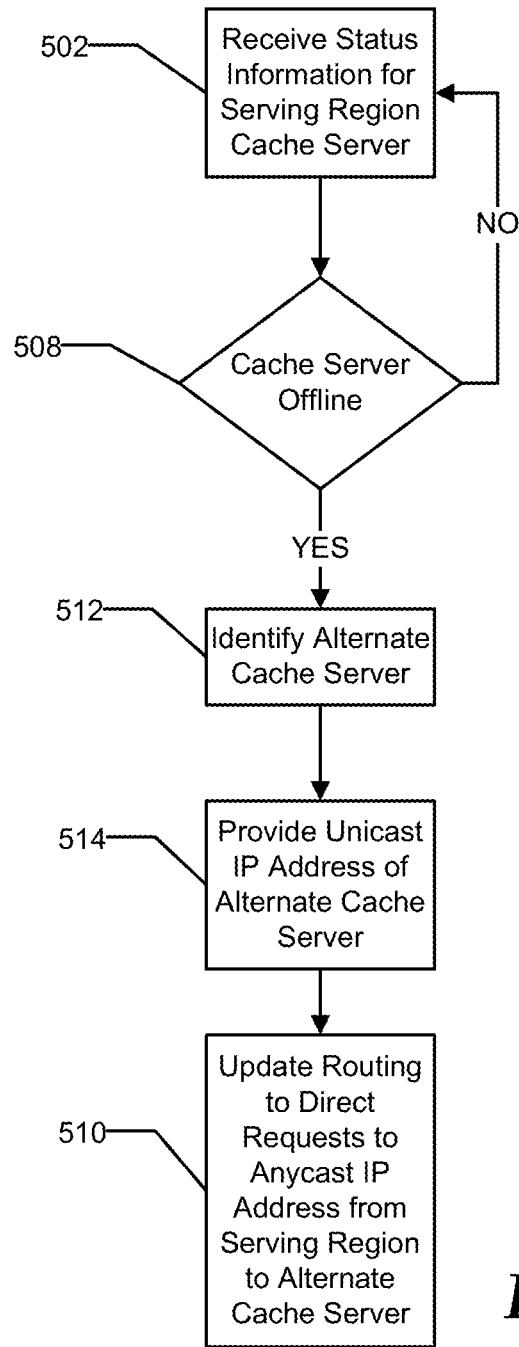 502
Receive Status
Information for
Serving Region
Cache Server
NO
508
Cache Server
Offline
YES
512
Identify Alternate
Cache Server
514
Provide Unicast
IP Address of
Alternate Cache
Server
510
Update Routing
to Direct
Requests to
Anycast IP
Address from
Serving Region
to Alternate
Cache Server